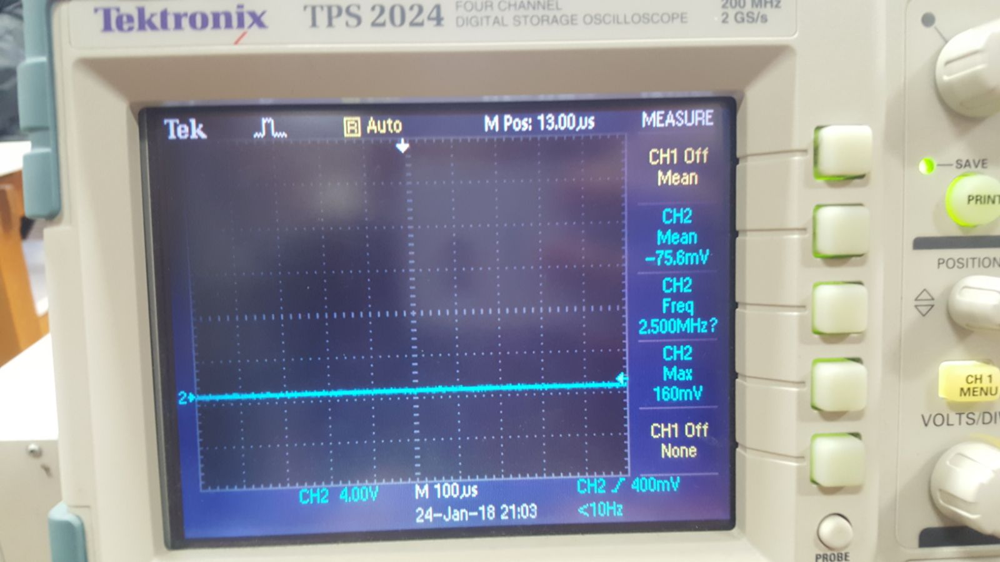 Tektronix TPS 2024 FOUR CHANNEL
DIGITAL STORAGE OSCILLOSCOPE
200 MHz
2 GS/s
Tek R Auto M Pos: 13.00µs MEASURE
CH1 Off
Mean
CH2
Mean
-75.6mV
CH2
Freq
2.500MHz?
CH2
Max
160mV
CH1 Off
None
2
CH2 4.00V M 100µs CH2 400mV
24-Jan-18 21:03 <10Hz
SAVE
PRINT
POSITION
CH 1
MENU
VOLTS/DI
PROBE